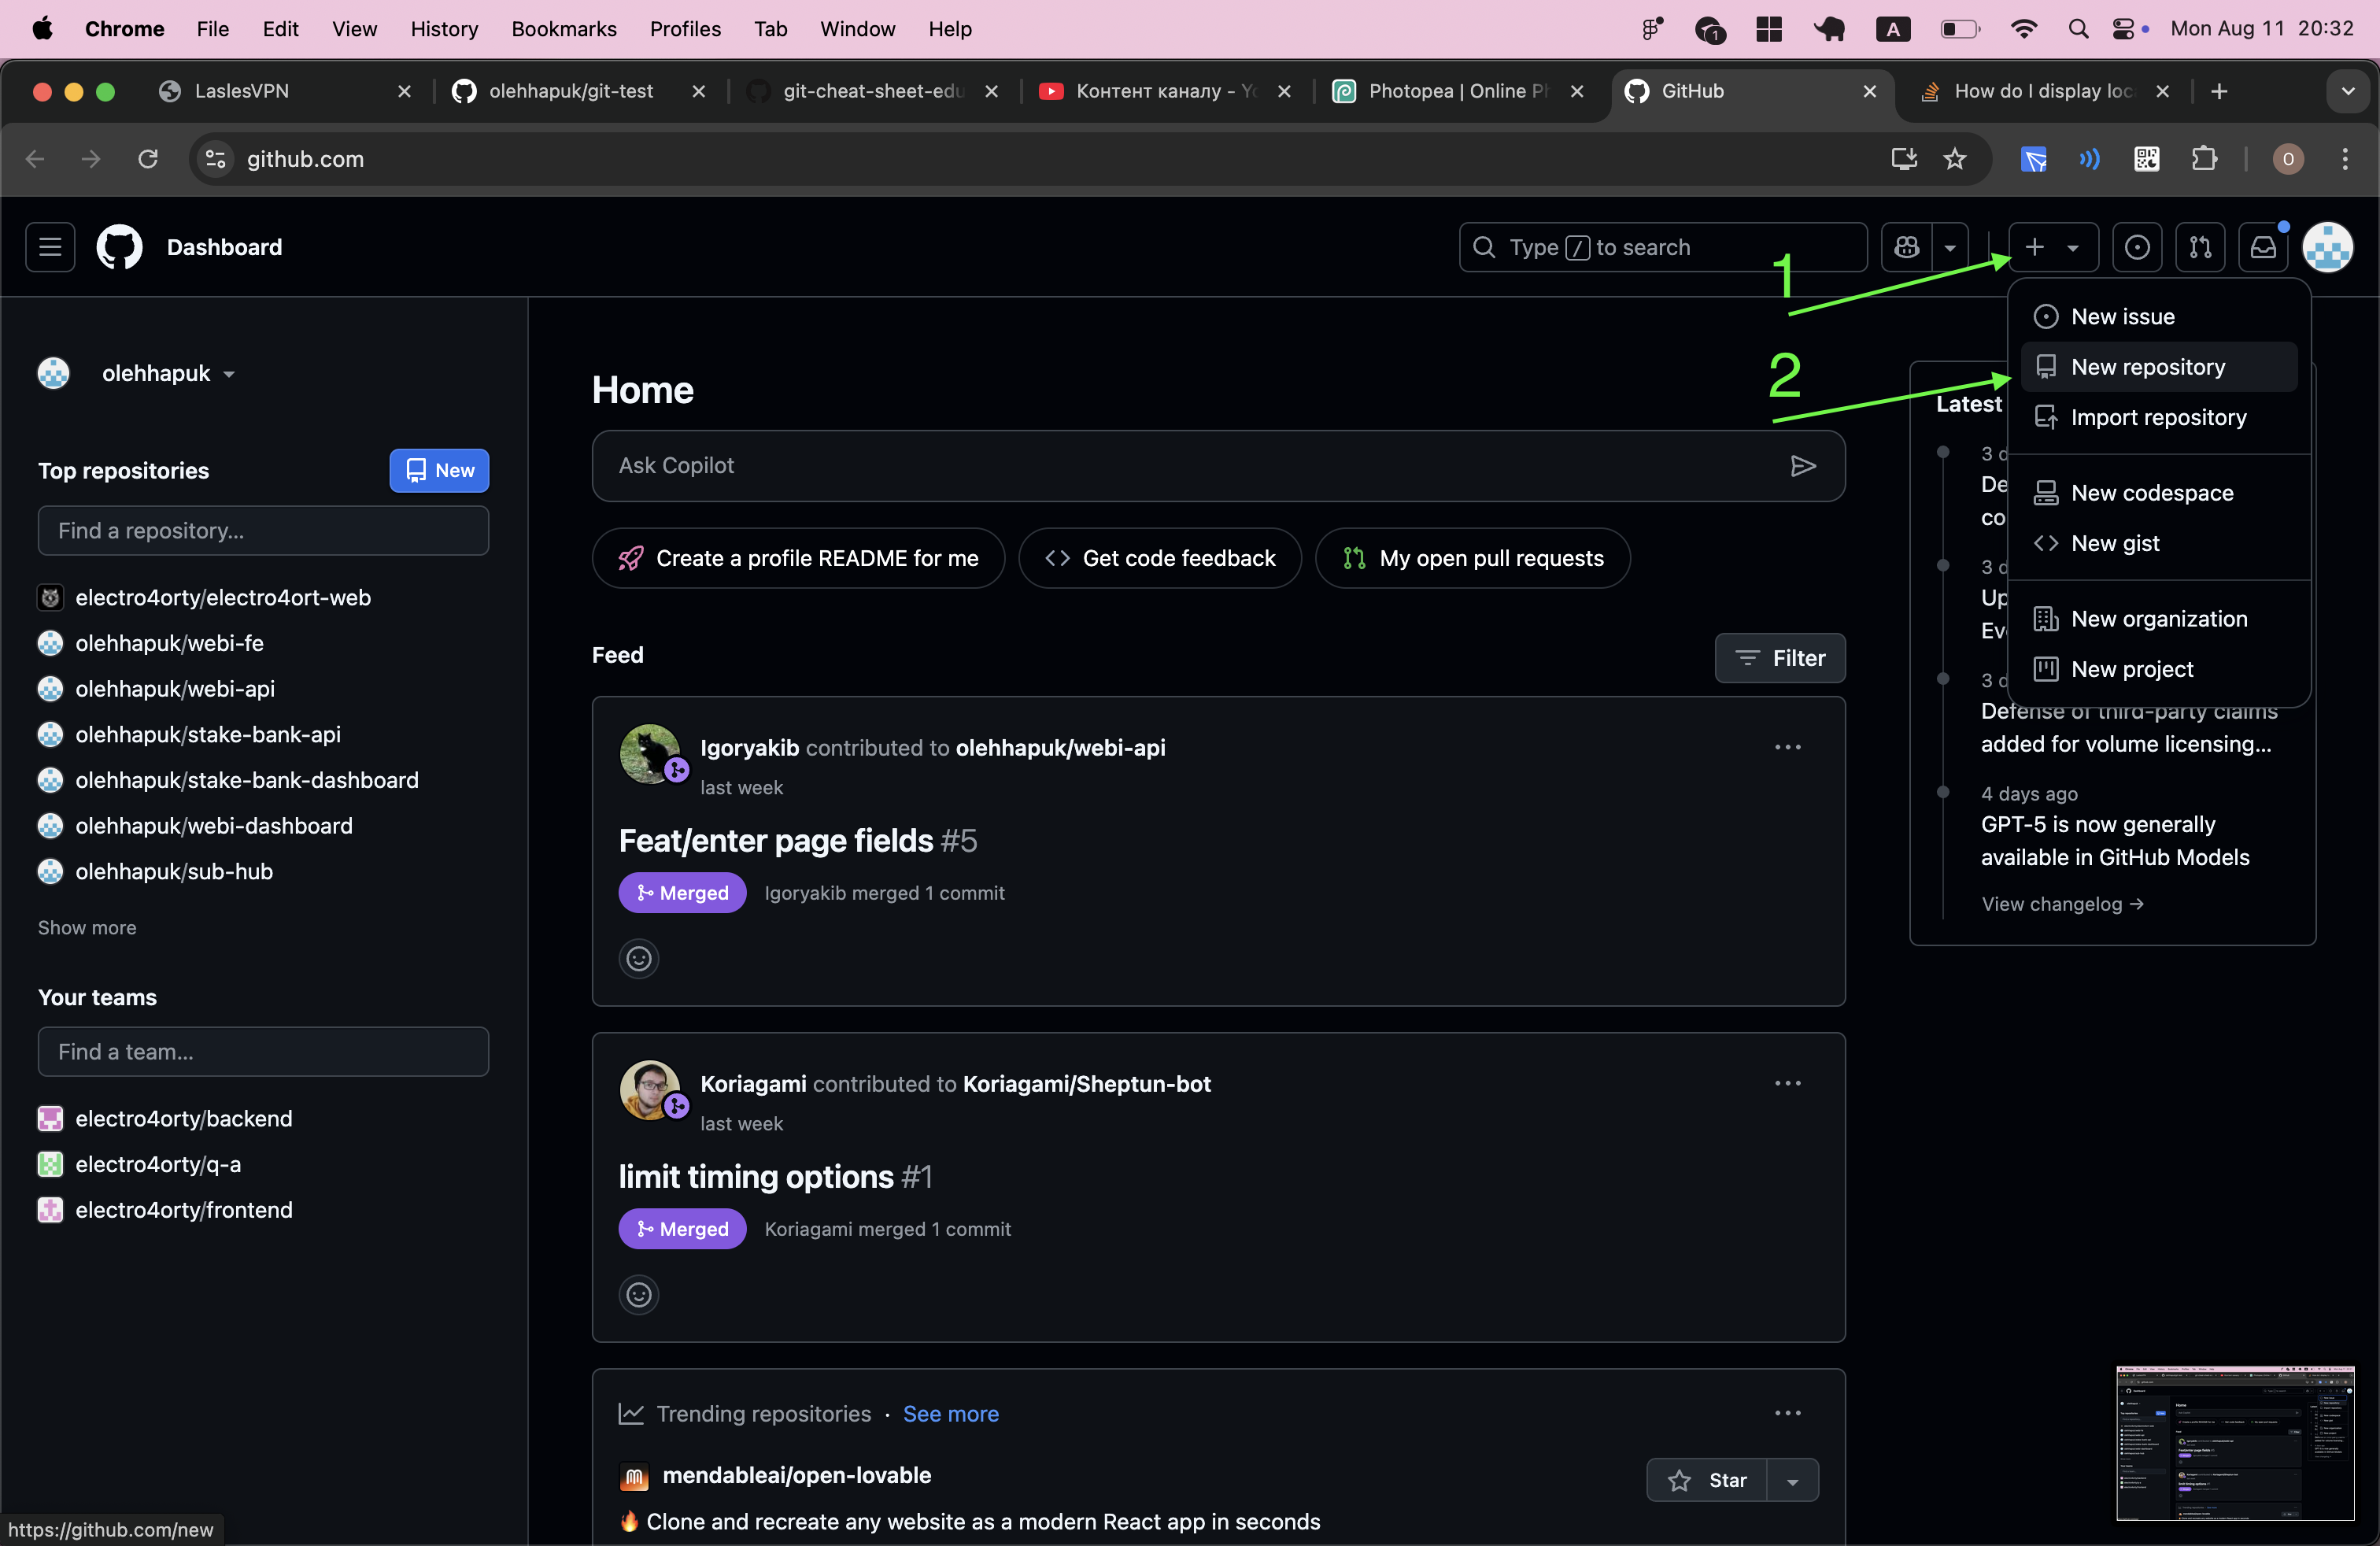 Chrome File Edit View History Bookmarks Profiles Tab Window Help
1 A Mon Aug 11 20:32
LaslesVPN
olehhapuk/git-test
git-cheat-sheet-edu
Контент каналу - Yo
Photopea | Online Ph
GitHub
How do I display loc
github.com
O
Dashboard
Type / to search
1
2
New issue
New repository
Import repository
New codespace
New gist
New organization
New project
olehhapuk
Top repositories
New
Find a repository...
electro4orty/electro4ort-web
olehhapuk/webi-fe
olehhapuk/webi-api
olehhapuk/stake-bank-api
olehhapuk/stake-bank-dashboard
olehhapuk/webi-dashboard
olehhapuk/sub-hub
Show more
Your teams
Find a team...
electro4orty/backend
electro4orty/q-a
electro4orty/frontend
Home
Ask Copilot
Create a profile README for me
Get code feedback
My open pull requests
Feed
Filter
Igoryakib contributed to olehhapuk/webi-api
last week
Feat/enter page fields #5
Merged Igoryakib merged 1 commit
Koriagami contributed to Koriagami/Sheptun-bot
last week
limit timing options #1
Merged Koriagami merged 1 commit
Trending repositories · See more
mendableai/open-lovable
Star
🔥 Clone and recreate any website as a modern React app in seconds
Latest
3 d
De
co
3 d
Up
Eve
3 d
Defense of third-party claims
added for volume licensing...
4 days ago
GPT-5 is now generally
available in GitHub Models
View changelog →
https://github.com/new